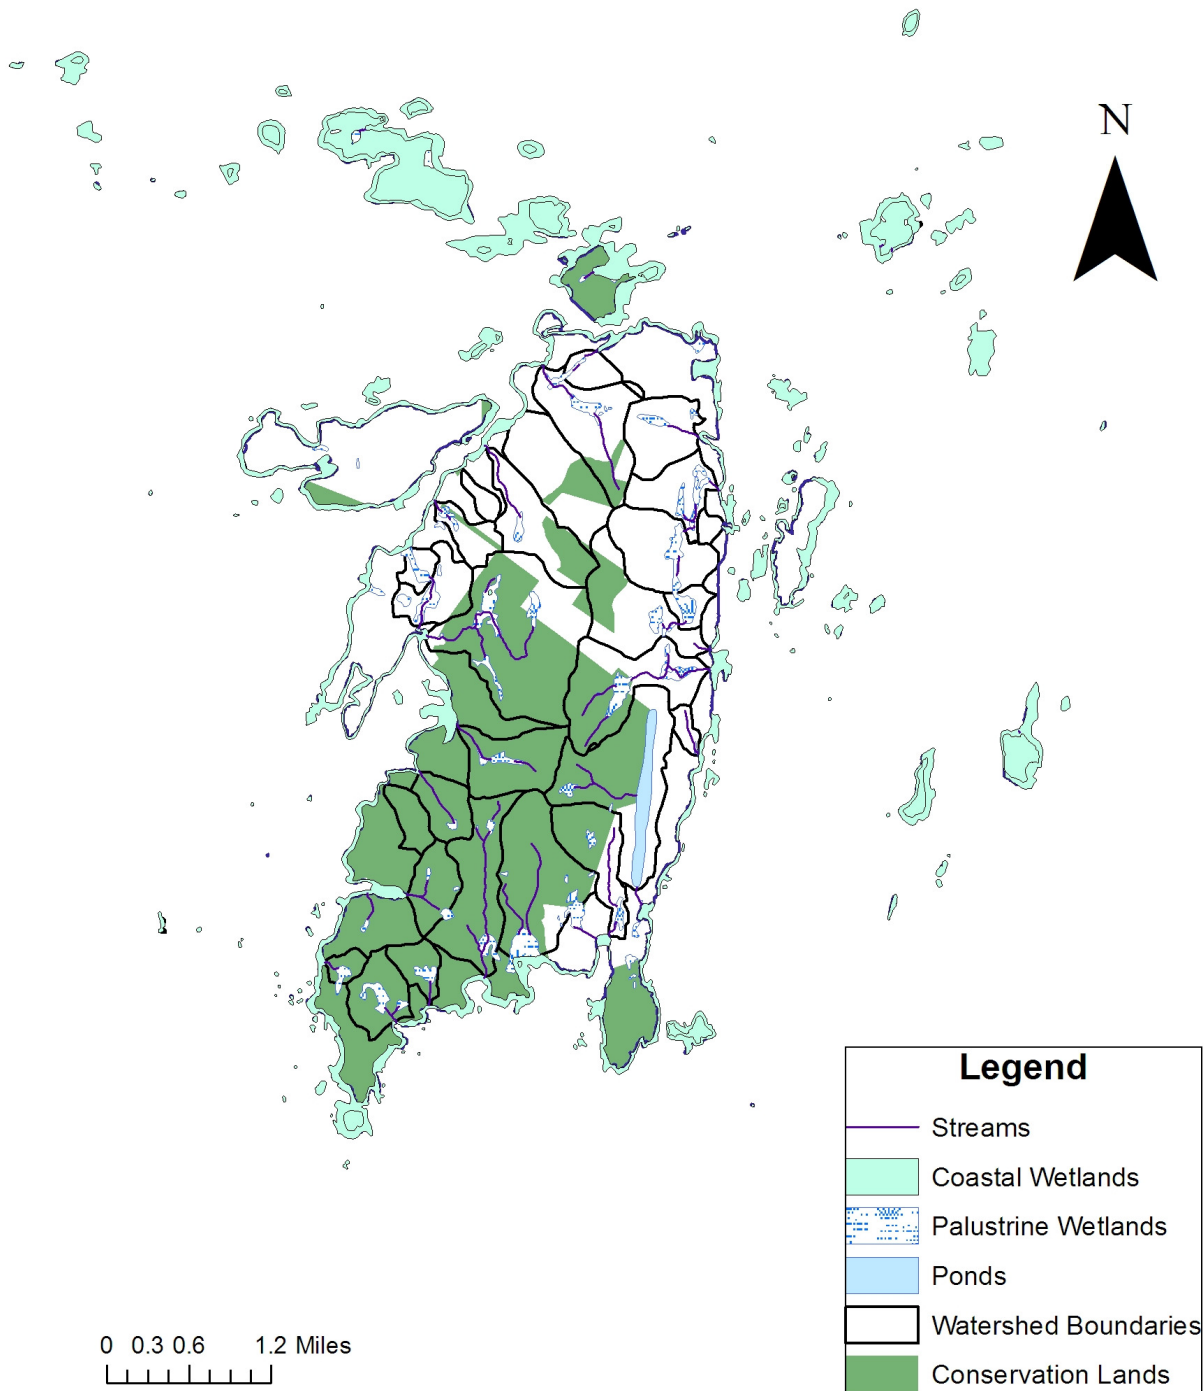 N
Legend
Streams
Coastal Wetlands
Palustrine Wetlands
Ponds
Watershed Boundaries
Conservation Lands
0 0.3 0.6 1.2 Miles